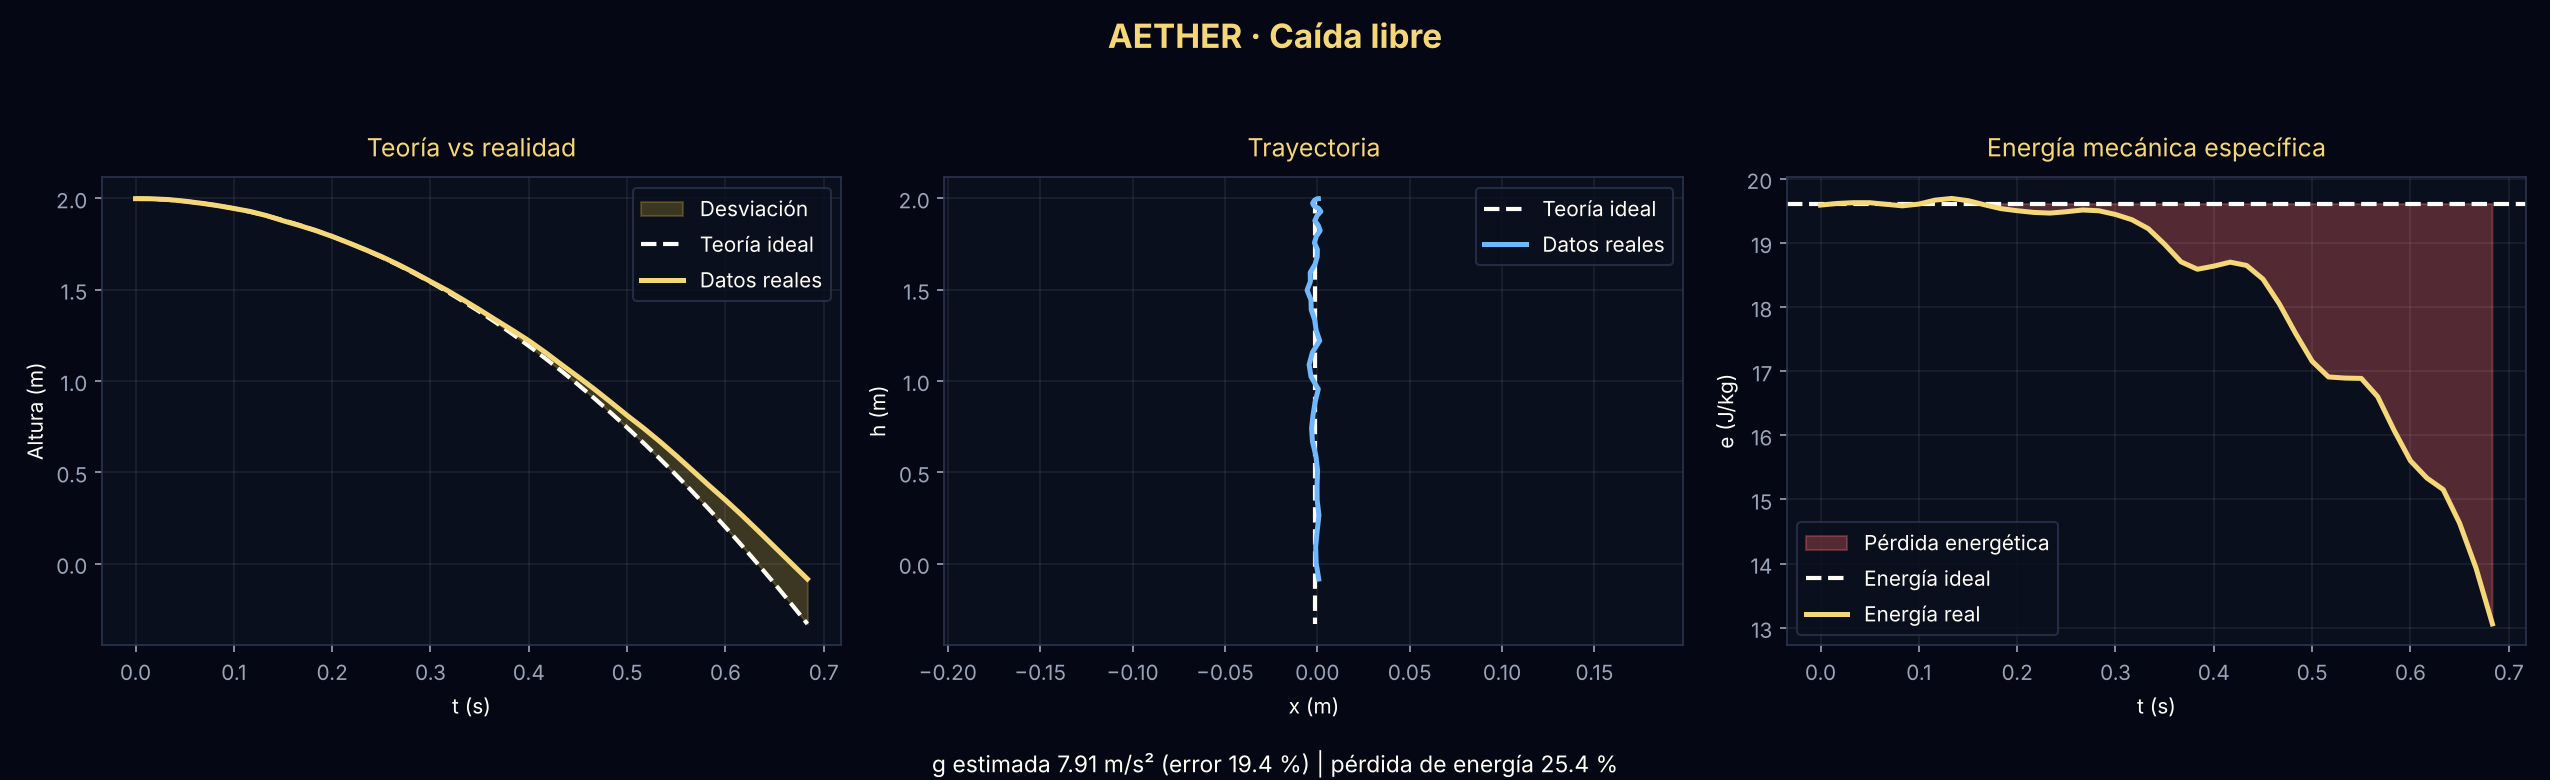 AETHER · Caída libre
Teoría vs realidad
Altura (m)
2.0
1.5
1.0
0.5
0.0
0.0 0.1 0.2 0.3 0.4 0.5 0.6 0.7
t (s)
Desviación
Teoría ideal
Datos reales
Trayectoria
h (m)
2.0
1.5
1.0
0.5
0.0
−0.20 −0.15 −0.10 −0.05 0.00 0.05 0.10 0.15
x (m)
Teoría ideal
Datos reales
Energía mecánica específica
e (J/kg)
20
19
18
17
16
15
14
13
0.0 0.1 0.2 0.3 0.4 0.5 0.6 0.7
t (s)
Pérdida energética
Energía ideal
Energía real
g estimada 7.91 m/s² (error 19.4 %) | pérdida de energía 25.4 %